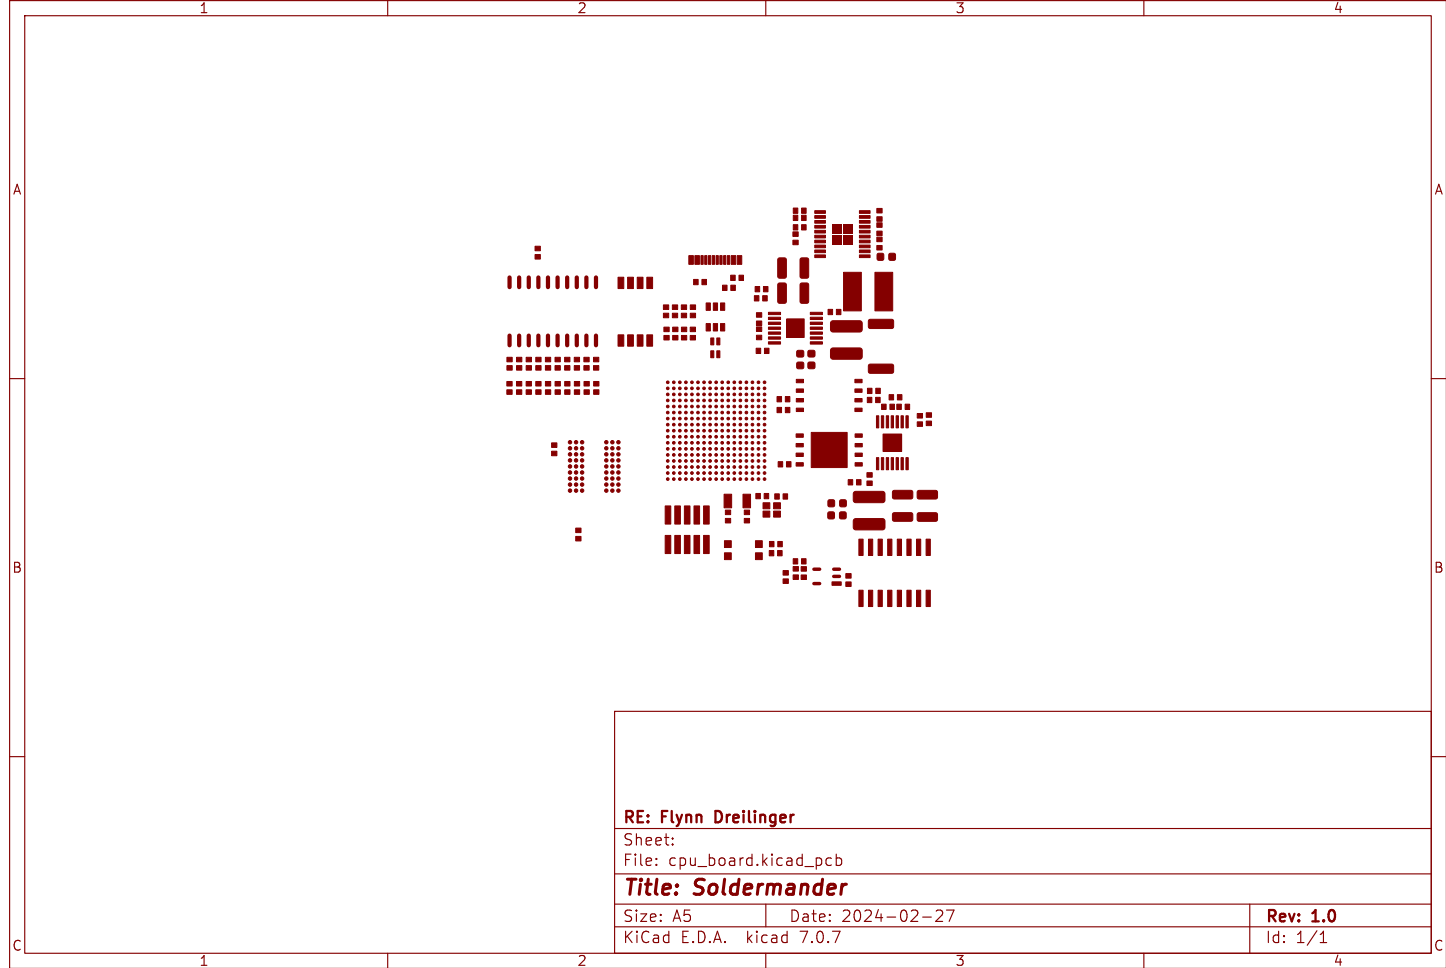 1 2 3 4
A A
B B
C C
RE: Flynn Dreilinger
Sheet:
File: cpu_board.kicad_pcb
Title: Soldermander
Size: A5 Date: 2024-02-27 Rev: 1.0
KiCad E.D.A. kicad 7.0.7 Id: 1/1
1 2 3 4